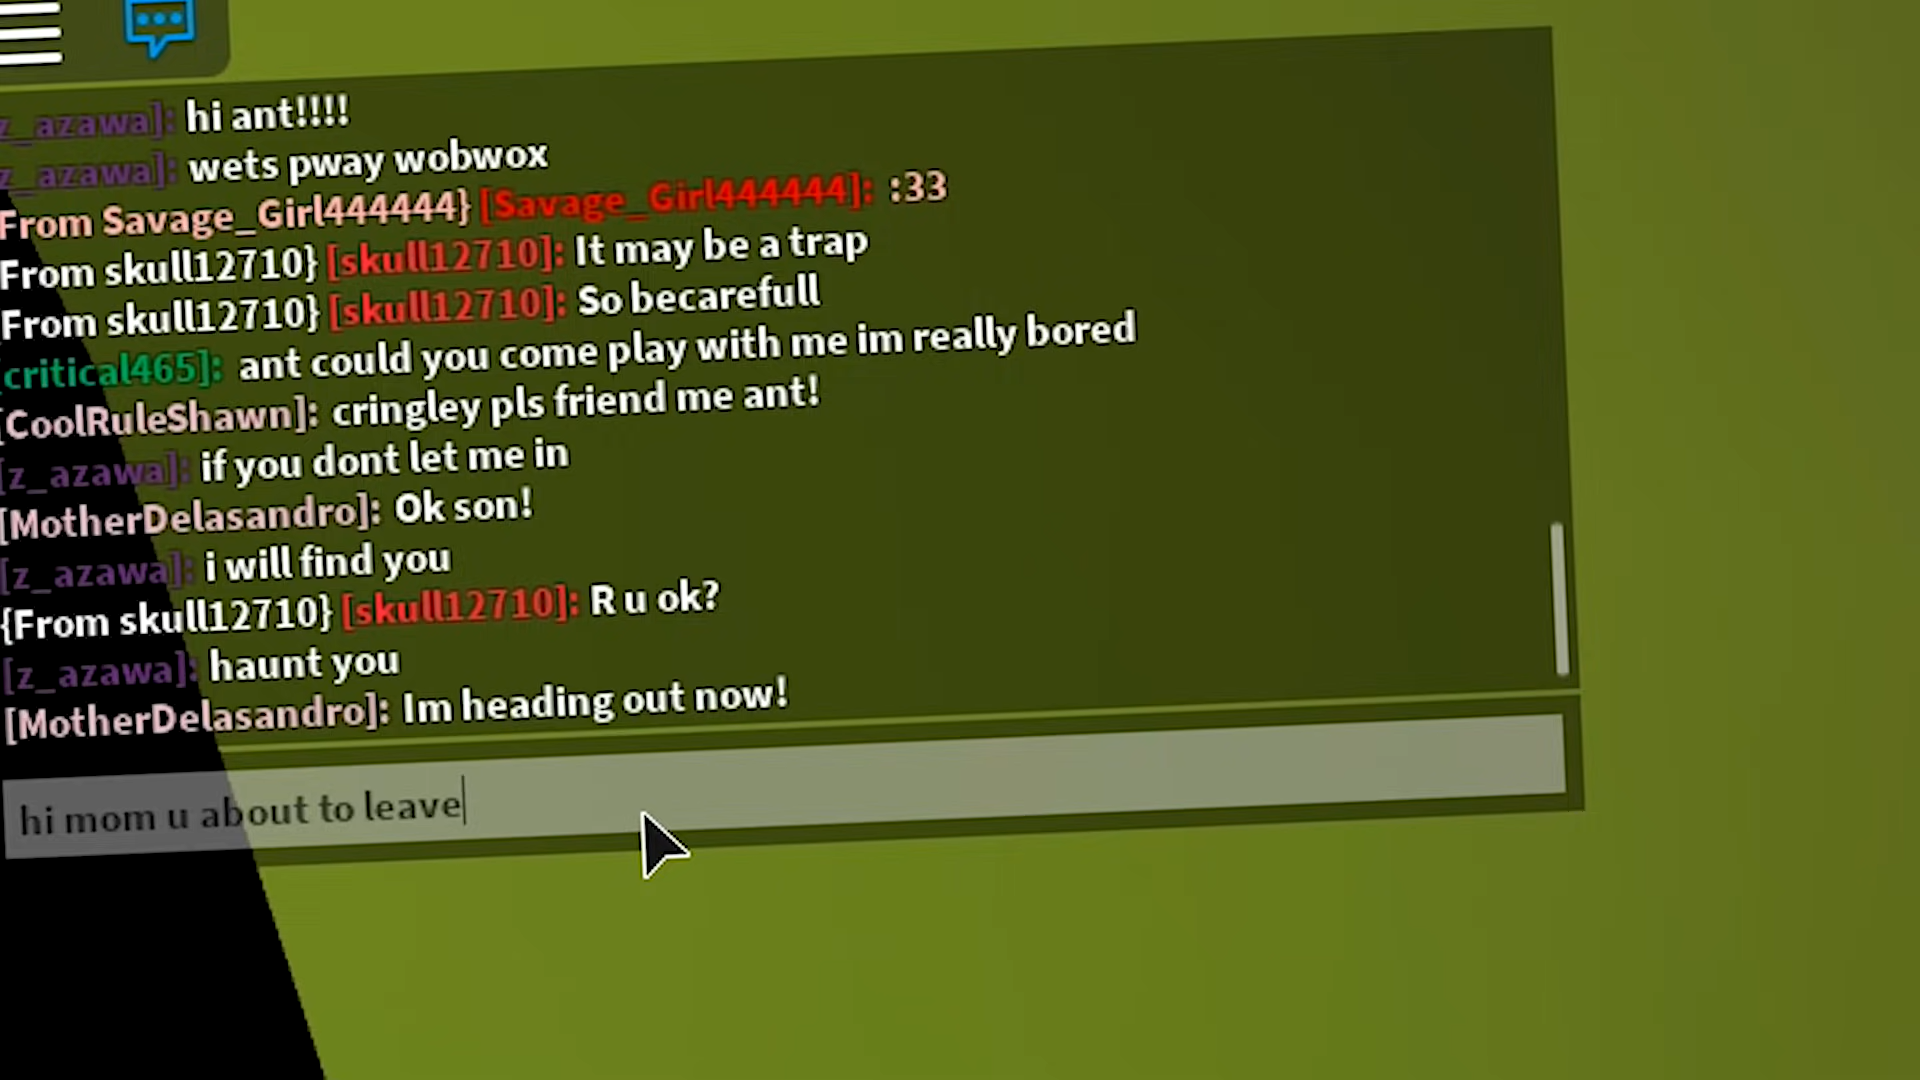 z_azawa]: hi ant!!!!
z_azawa]: wets pway wobwox
From Savage_Girl444444} [Savage_Girl444444]: :33
From skull12710} [skull12710]: It may be a trap
From skull12710} [skull12710]: So becarefull
critical465]: ant could you come play with me im really bored
[CoolRuleShawn]: cringley pls friend me ant!
[z_azawa]: if you dont let me in
[MotherDelasandro]: Ok son!
[z_azawa]: i will find you
{From skull12710} [skull12710]: R u ok?
[z_azawa]: haunt you
[MotherDelasandro]: Im heading out now!
hi mom u about to leave